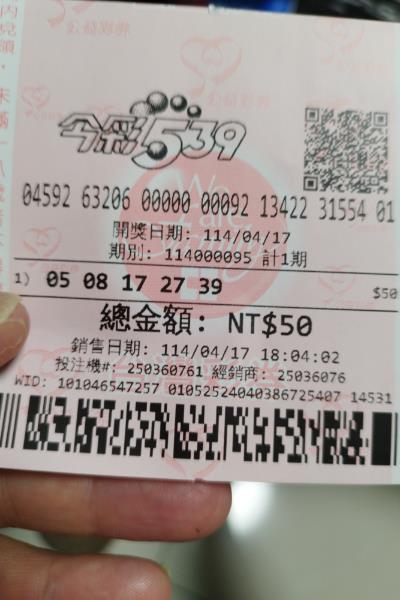 今彩539
04592 63206 00000 00092 13422 31554 01
開獎日期: 114/04/17
期別: 114000095 計1期
1) 05 08 17 27 39 $50
總金額: NT$50
銷售日期: 114/04/17 18:04:02
投注機#: 250360761 經銷商: 25036076
WID: 101046547257 01052524040386725407 14531